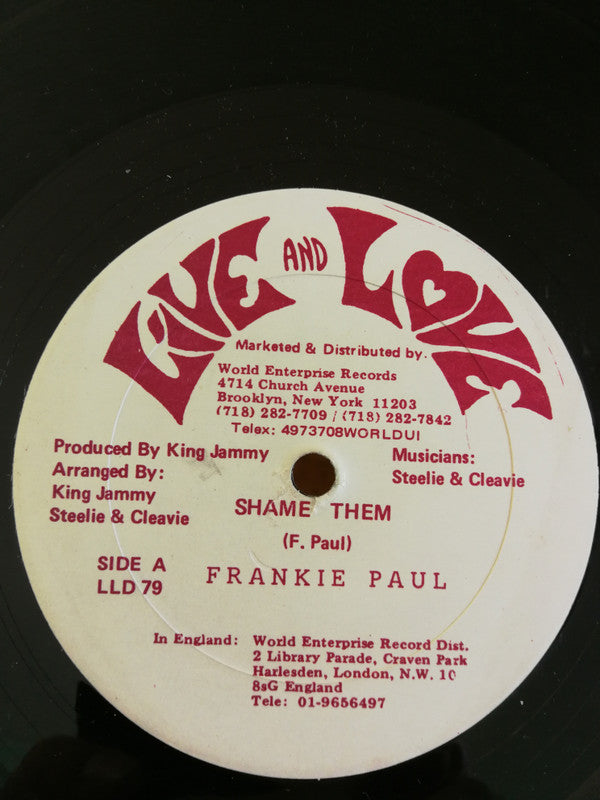 LIVE AND LOVE
Marketed & Distributed by.
World Enterprise Records
4714 Church Avenue
Brooklyn, New York 11203
(718) 282-7709 / (718) 282-7842
Telex: 4973708WORLDUI
Produced By King Jammy
Arranged By:
King Jammy
Steelie & Cleavie
Musicians:
Steelie & Cleavie
SHAME THEM
(F. Paul)
SIDE A
LLD 79
FRANKIE PAUL
In England: World Enterprise Record Dist.
2 Library Parade, Craven Park
Harlesden, London, N.W. 10
8sG England
Tele: 01-9656497